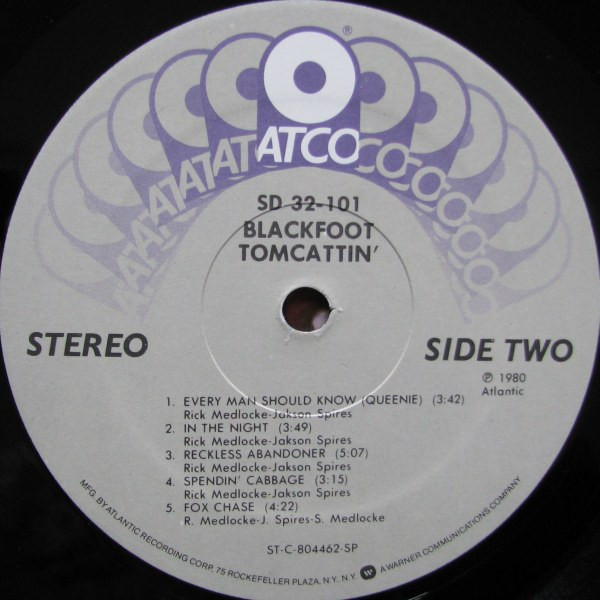 ®
ATCO
SD 32-101
BLACKFOOT
TOMCATTIN'
STEREO
SIDE TWO
℗ 1980
Atlantic
1. EVERY MAN SHOULD KNOW (QUEENIE) (3:42)
Rick Medlocke-Jakson Spires
2. IN THE NIGHT (3:49)
Rick Medlocke-Jakson Spires
3. RECKLESS ABANDONER (5:07)
Rick Medlocke-Jakson Spires
4. SPENDIN' CABBAGE (3:15)
Rick Medlocke-Jakson Spires
5. FOX CHASE (4:22)
R. Medlocke-J. Spires-S. Medlocke
ST-C-804462-SP
MFG. BY ATLANTIC RECORDING CORP. 75 ROCKEFELLER PLAZA, N.Y. N.Y. A WARNER COMMUNICATIONS COMPANY